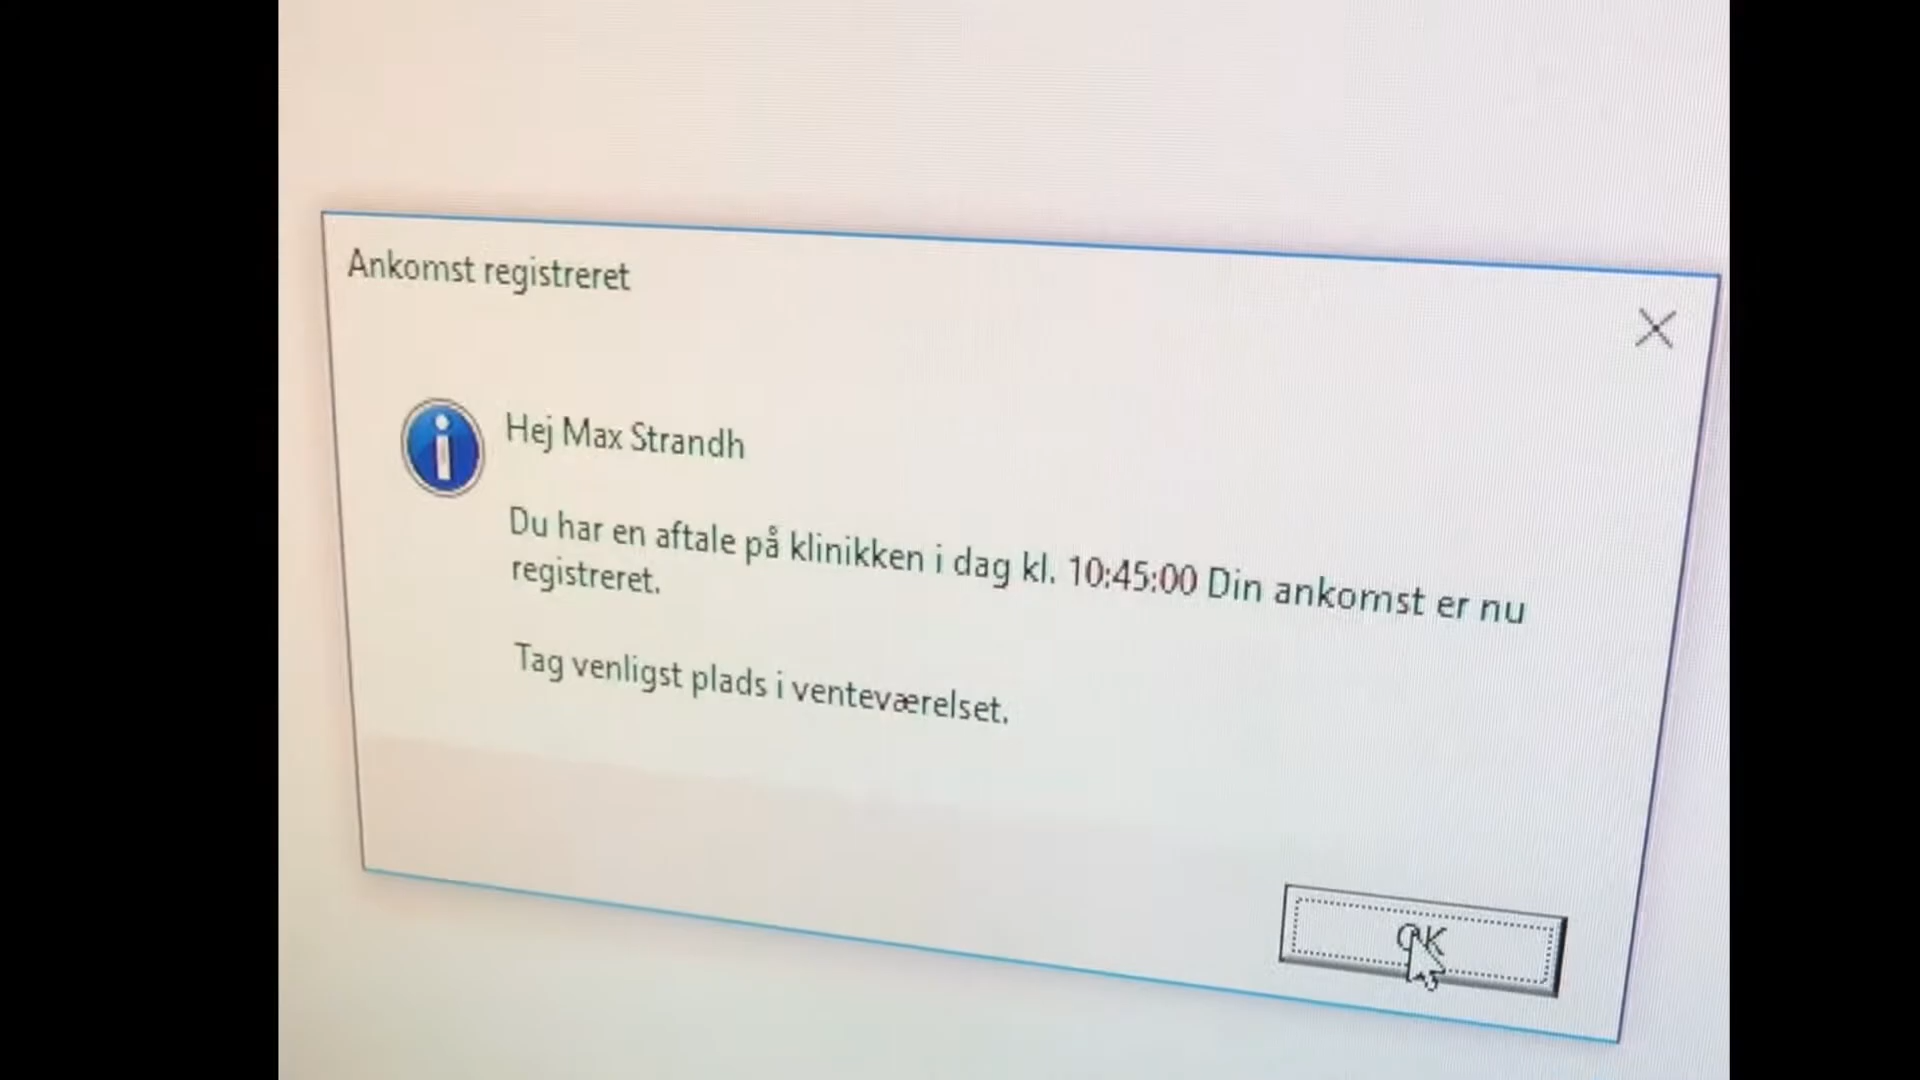 Ankomst registreret
Hej Max Strandh
Du har en aftale på klinikken i dag kl. 10:45:00 Din ankomst er nu
registreret.
Tag venligst plads i venteværelset.
OK